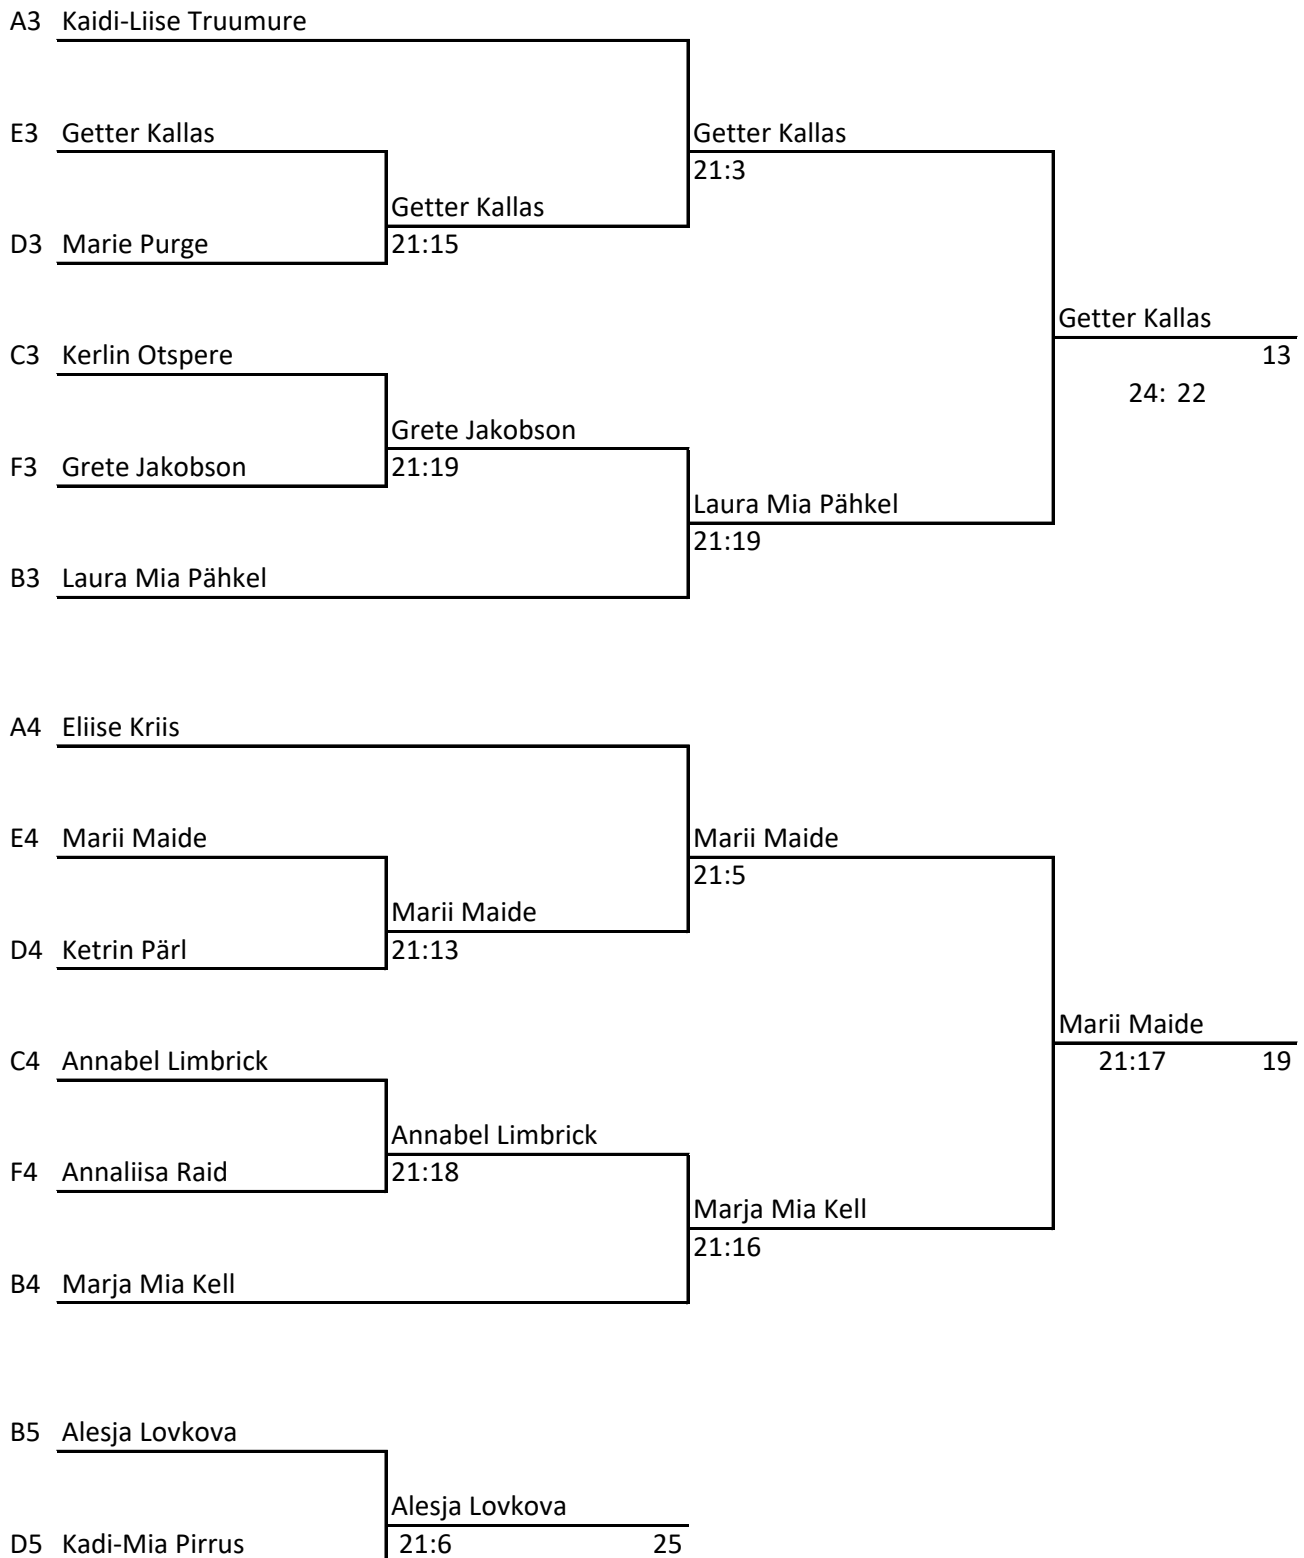 A3 Kaidi-Liise Truumure
E3 Getter Kallas Getter Kallas
21:3
Getter Kallas
D3 Marie Purge 21:15
Getter Kallas
C3 Kerlin Otspere 13
24: 22
Grete Jakobson
F3 Grete Jakobson 21:19
Laura Mia Pähkel
21:19
B3 Laura Mia Pähkel
A4 Eliise Kriis
E4 Marii Maide Marii Maide
21:5
Marii Maide
D4 Ketrin Pärl 21:13
Marii Maide
C4 Annabel Limbrick 21:17 19
Annabel Limbrick
F4 Annaliisa Raid 21:18
Marja Mia Kell
21:16
B4 Marja Mia Kell
B5 Alesja Lovkova
Alesja Lovkova
D5 Kadi-Mia Pirrus 21:6 25